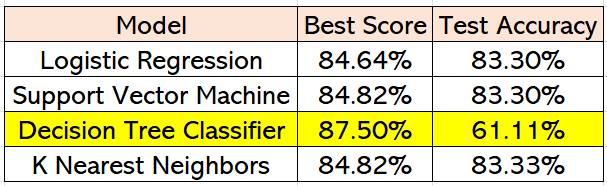 Model Best Score Test Accuracy
Logistic Regression 84.64% 83.30%
Support Vector Machine 84.82% 83.30%
Decision Tree Classifier 87.50% 61.11%
K Nearest Neighbors 84.82% 83.33%